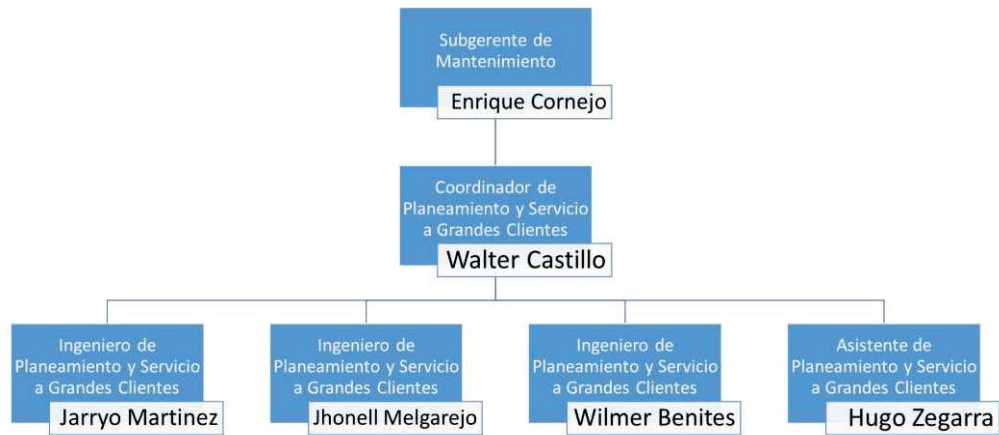 Subgerente de
Mantenimiento
Enrique Cornejo
Coordinador de
Planeamiento y Servicio
a Grandes Clientes
Walter Castillo
Ingeniero de
Planeamiento y Servicio
a Grandes Clientes
Jarryo Martinez
Ingeniero de
Planeamiento y Servicio
a Grandes Clientes
Jhonell Melgarejo
Ingeniero de
Planeamiento y Servicio
a Grandes Clientes
Wilmer Benites
Asistente de
Planeamiento y Servicio
a Grandes Clientes
Hugo Zegarra